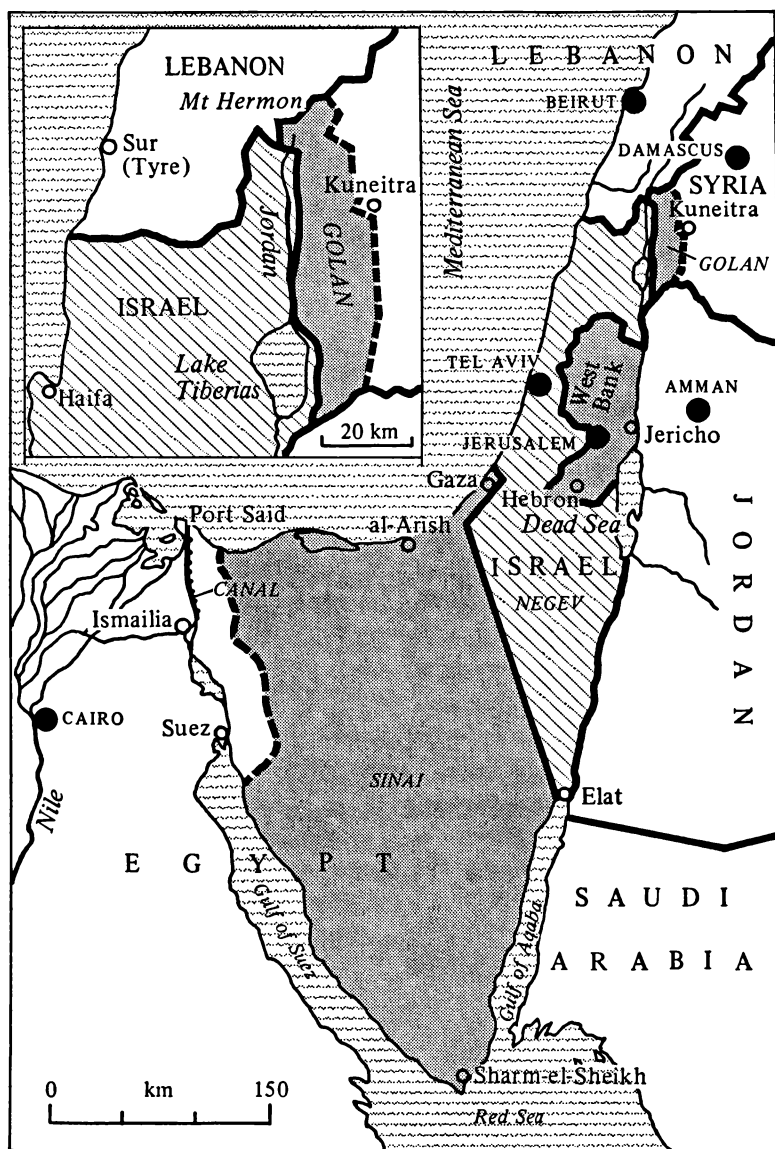 LEBANON
Mt Hermon
Sur
(Tyre)
Kuneitra
Jordan
GOLAN
ISRAEL
Lake
Tiberias
Haifa
20 km
LEBANON
BEIRUT
Mediterranean Sea
DAMASCUS
SYRIA
Kuneitra
GOLAN
TEL AVIV
West
Bank
AMMAN
JERUSALEM
Jericho
Gaza
Hebron
Dead Sea
Port Said
al-Arish
ISRAEL
NEGEV
CANAL
Ismailia
JORDAN
CAIRO
Suez
SINAI
Elat
Nile
EGYPT
Gulf of Suez
Gulf of Aqaba
SAUDI
ARABIA
0 km 150
Sharm-el-Sheikh
Red Sea